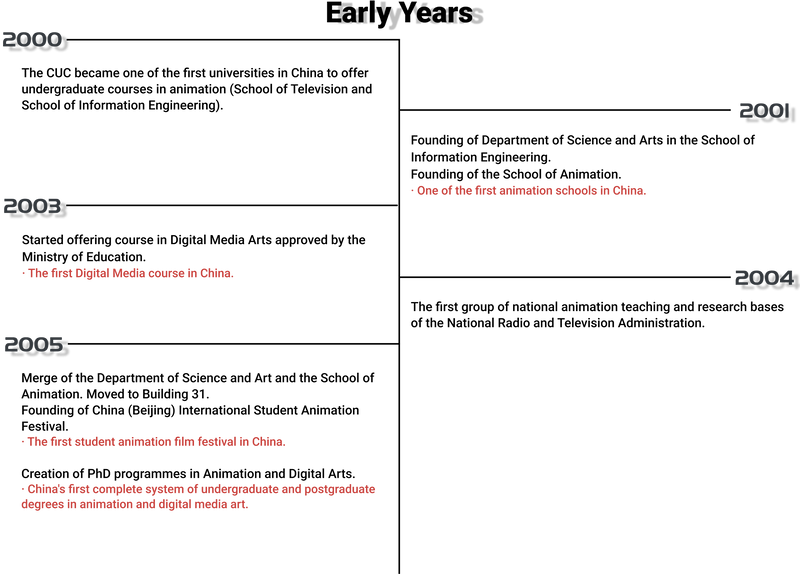 Early Years
2000
The CUC became one of the first universities in China to offer
undergraduate courses in animation (School of Television and
School of Information Engineering).
2001
Founding of Department of Science and Arts in the School of
Information Engineering.
Founding of the School of Animation.
· One of the first animation schools in China.
2003
Started offering course in Digital Media Arts approved by the
Ministry of Education.
· The first Digital Media course in China.
2004
The first group of national animation teaching and research bases
of the National Radio and Television Administration.
2005
Merge of the Department of Science and Art and the School of
Animation. Moved to Building 31.
Founding of China (Beijing) International Student Animation
Festival.
· The first student animation film festival in China.
Creation of PhD programmes in Animation and Digital Arts.
· China's first complete system of undergraduate and postgraduate
degrees in animation and digital media art.